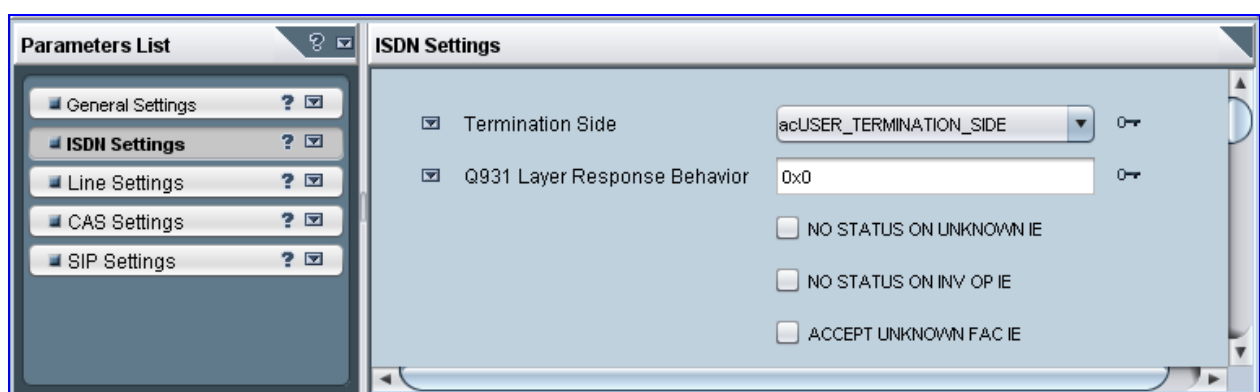 Parameters List ?
General Settings ?
ISDN Settings ?
Line Settings ?
CAS Settings ?
SIP Settings ?
ISDN Settings
Termination Side acUSER_TERMINATION_SIDE
Q931 Layer Response Behavior 0x0
NO STATUS ON UNKNOWN IE
NO STATUS ON INV OP IE
ACCEPT UNKNOWN FAC IE